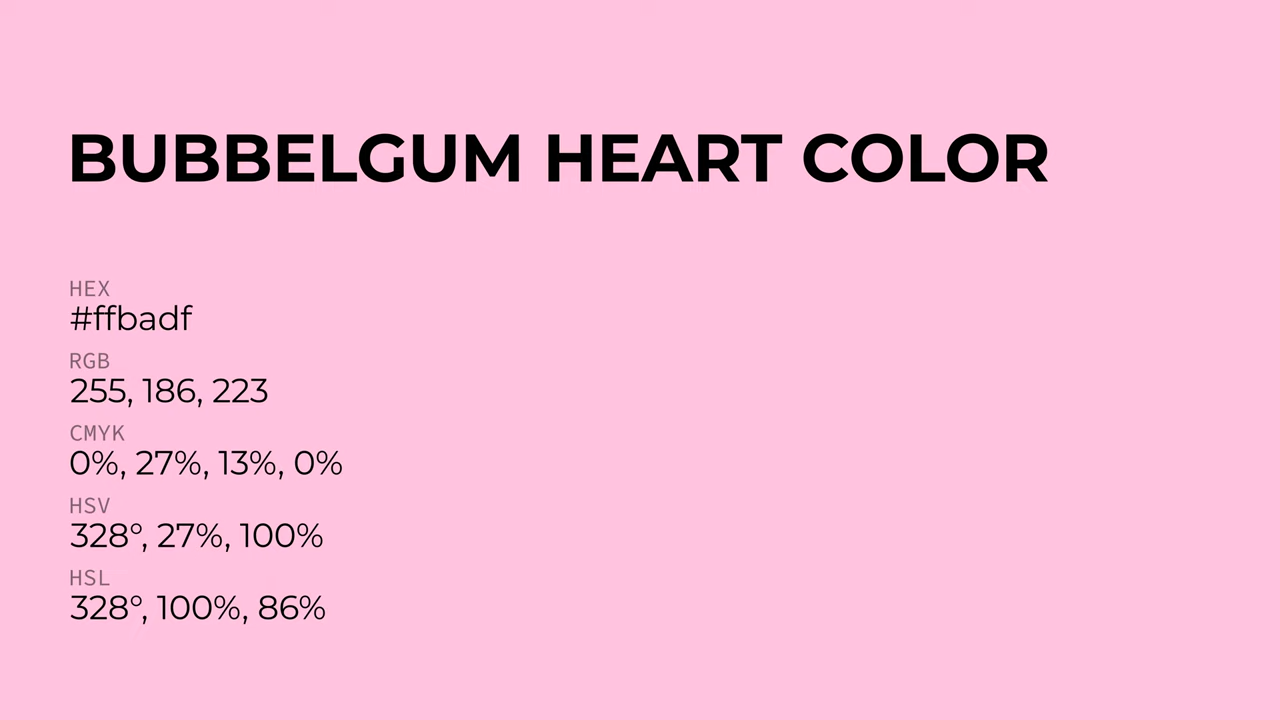 BUBBELGUM HEART COLOR
HEX
#ffbadf
RGB
255, 186, 223
CMYK
0%, 27%, 13%, 0%
HSV
328°, 27%, 100%
HSL
328°, 100%, 86%